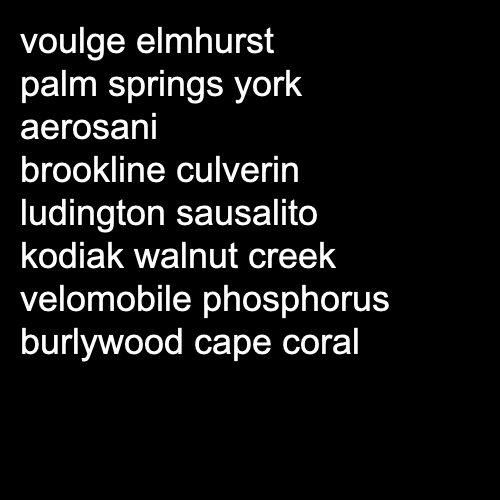 voulge elmhurst
palm springs york
aerosani
brookline culverin
ludington sausalito
kodiak walnut creek
velomobile phosphorus
burlywood cape coral